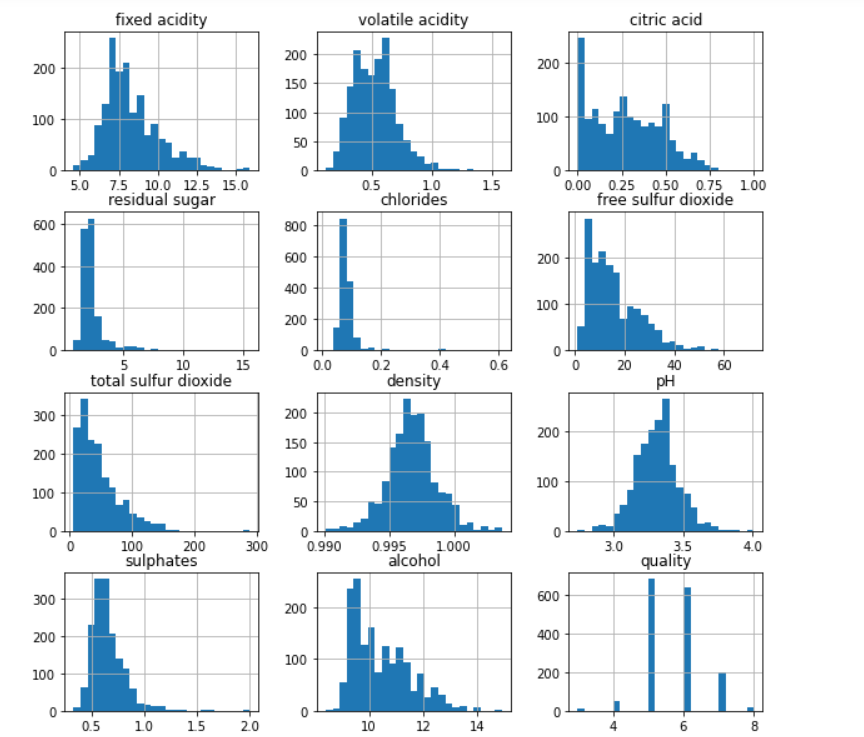 fixed acidity volatile acidity citric acid
200 200 200
150
100 100 100
50
0 0 0
5.0 7.5 10.0 12.5 15.0 0.5 1.0 1.5 0.00 0.25 0.50 0.75 1.00
residual sugar chlorides free sulfur dioxide
600 800
600 200
400
400 100
200 200
0 0 0
5 10 15 0.0 0.2 0.4 0.6 0 20 40 60
total sulfur dioxide density pH
300 200 200
200 150
100 100
100 50
0 0 0
0 100 200 300 0.990 0.995 1.000 3.0 3.5 4.0
sulphates alcohol quality
300 200 600
200 400
100 100 200
0 0 0
0.5 1.0 1.5 2.0 10 12 14 4 6 8